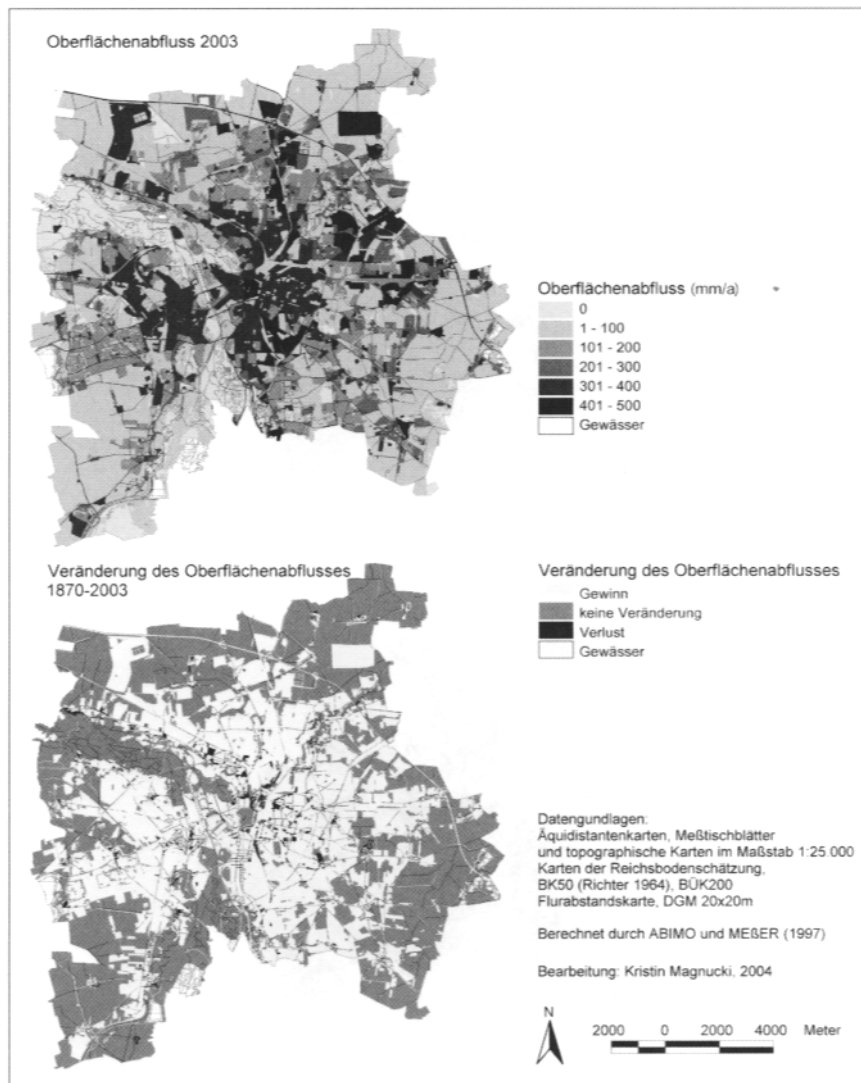 Oberflächenabfluss 2003
Oberflächenabfluss (mm/a)
0
1 - 100
101 - 200
201 - 300
301 - 400
401 - 500
Gewässer
Veränderung des Oberflächenabflusses
1870-2003
Veränderung des Oberflächenabflusses
Gewinn
keine Veränderung
Verlust
Gewässer
Datengundlagen:
Äquidistantenkarten, Meßtischblätter
und topographische Karten im Maßstab 1:25.000
Karten der Reichsbodenschätzung,
BK50 (Richter 1964), BÜK200
Flurabstandskarte, DGM 20x20m
Berechnet durch ABIMO und MEßER (1997)
Bearbeitung: Kristin Magnucki, 2004
N
2000 0 2000 4000 Meter